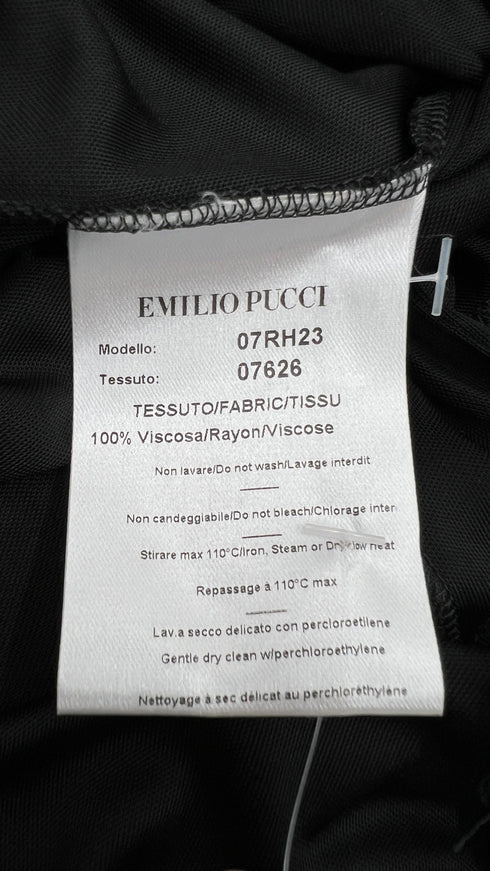 EMILIO PUCCI
Modello: 07RH23
Tessuto: 07626
TESSUTO/FABRIC/TISSU
100% Viscosa/Rayon/Viscose
Non lavare/Do not wash/Lavage interdit
Non candeggiabile/Do not bleach/Chlorage inter
Stirare max 110°C/Iron, Steam or Dry low heat
Repassage à 110°C max
Lav.a secco delicato con percloroetilene
Gentle dry clean w/perchloroethylene
Nettoyage à sec délicat au perchloréthylène